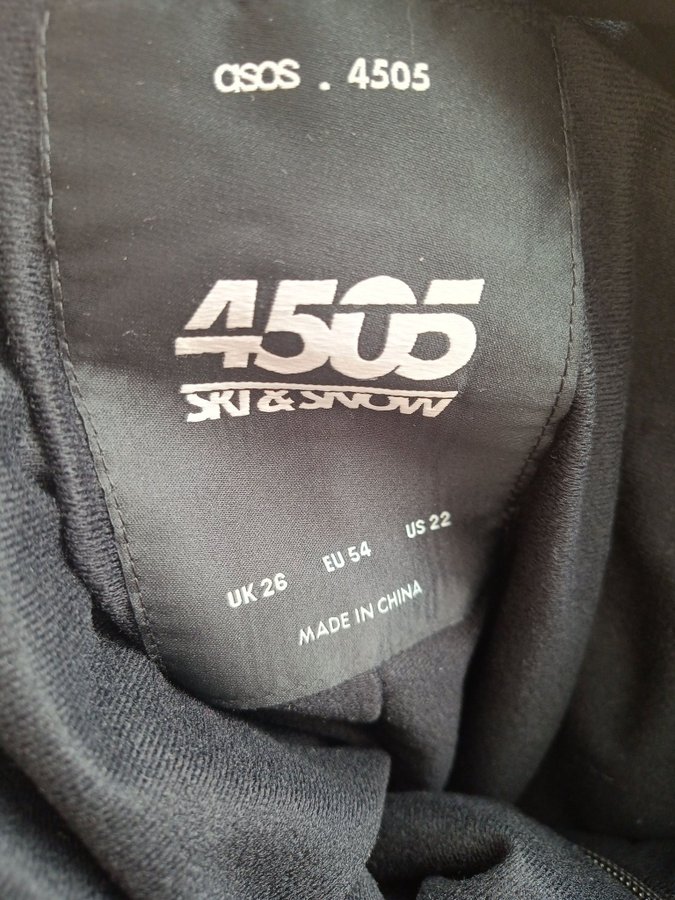 asos . 4505
4505
SKI & SNOW
UK 26 EU 54 US 22
MADE IN CHINA